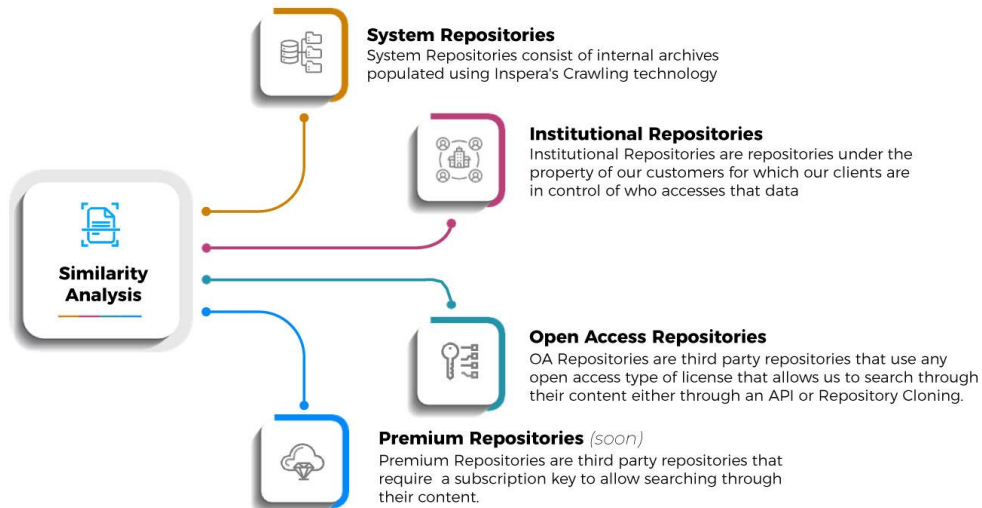 System Repositories
System Repositories consist of internal archives
populated using Inspera's Crawling technology
Institutional Repositories
Institutional Repositories are repositories under the
property of our customers for which our clients are
in control of who accesses that data
Similarity
Analysis
Open Access Repositories
OA Repositories are third party repositories that use any
open access type of license that allows us to search through
their content either through an API or Repository Cloning.
Premium Repositories (soon)
Premium Repositories are third party repositories that
require a subscription key to allow searching through
their content.